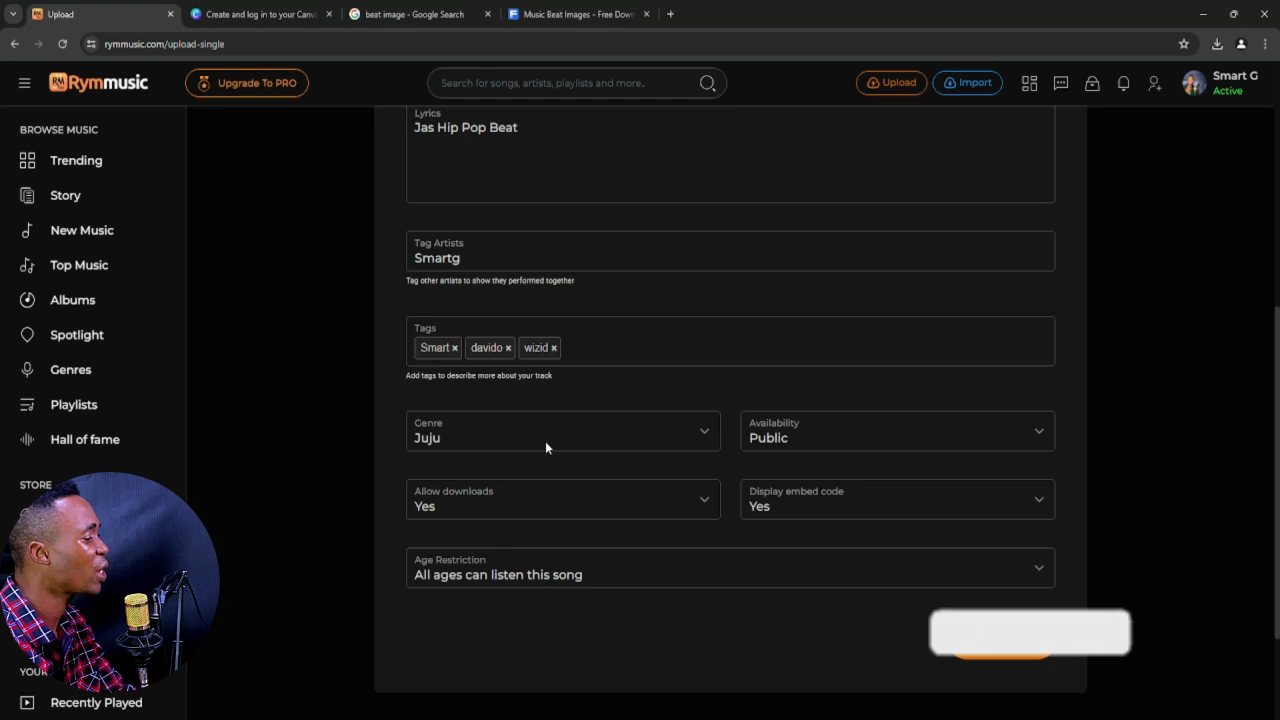 Upload
Create and log in to your Canv
beat image - Google Search
Music Beat Images - Free Dow
rymmusic.com/upload-single
RM Rymmusic
Upgrade To PRO
Search for songs, artists, playlists and more.
Upload
Import
Smart G
Active
BROWSE MUSIC
Trending
Story
New Music
Top Music
Albums
Spotlight
Genres
Playlists
Hall of fame
STORE
YOUR
Recently Played
Lyrics
Jas Hip Pop Beat
Tag Artists
Smartg
Tag other artists to show they performed together
Tags
Smart × davido × wizid ×
Add tags to describe more about your track
Genre
Juju
Availability
Public
Allow downloads
Yes
Display embed code
Yes
Age Restriction
All ages can listen this song